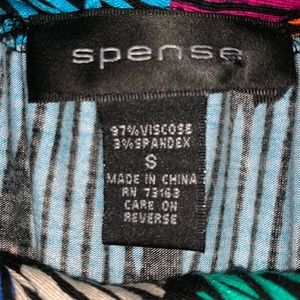 spense
97%VISCOSE
3%SPANDEX
S
MADE IN CHINA
RN 73163
CARE ON
REVERSE